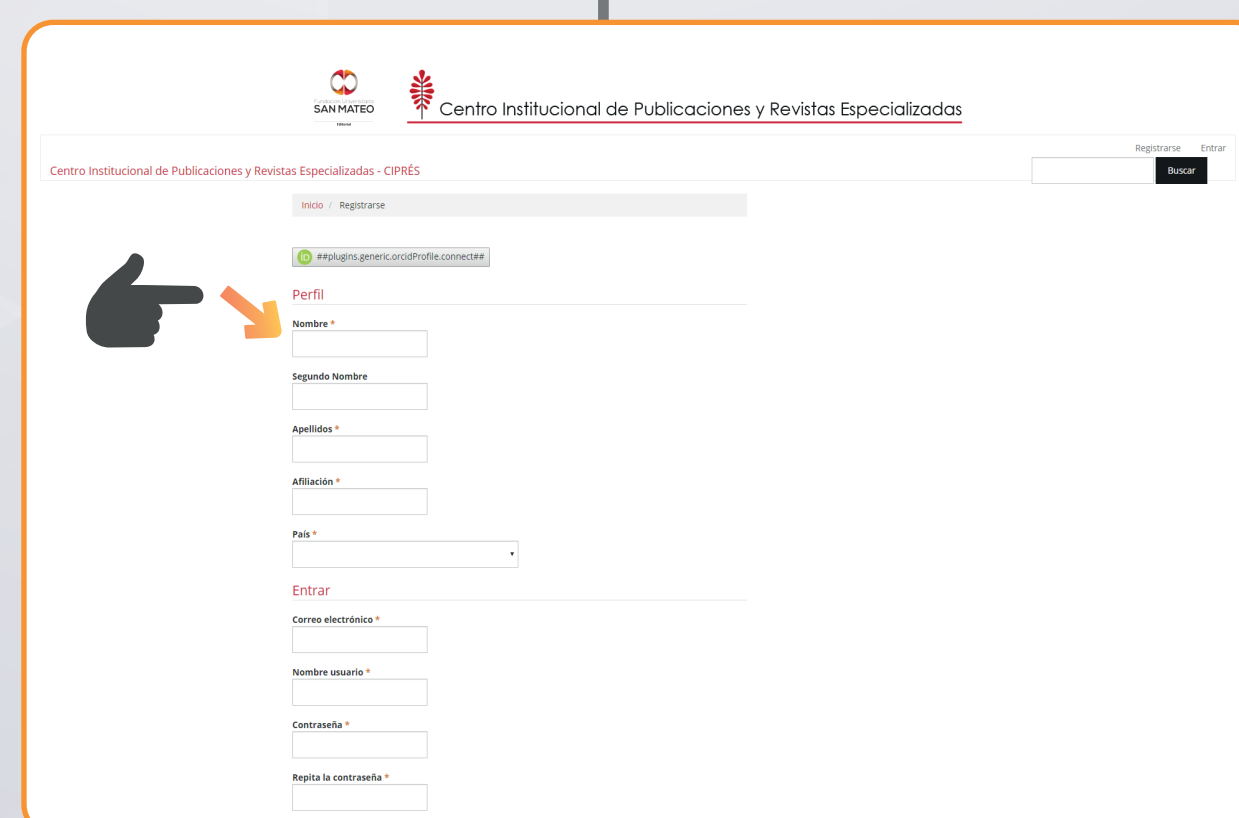 SAN MATEO
Centro Institucional de Publicaciones y Revistas Especializadas
Registrarse Entrar
Centro Institucional de Publicaciones y Revistas Especializadas - CIPRÉS
Buscar
Inicio / Registrarse
iD ##plugins.generic.orcidProfile.connect##
Perfil
Nombre *
Segundo Nombre
Apellidos *
Afiliación *
País *
Entrar
Correo electrónico *
Nombre usuario *
Contraseña *
Repita la contraseña *